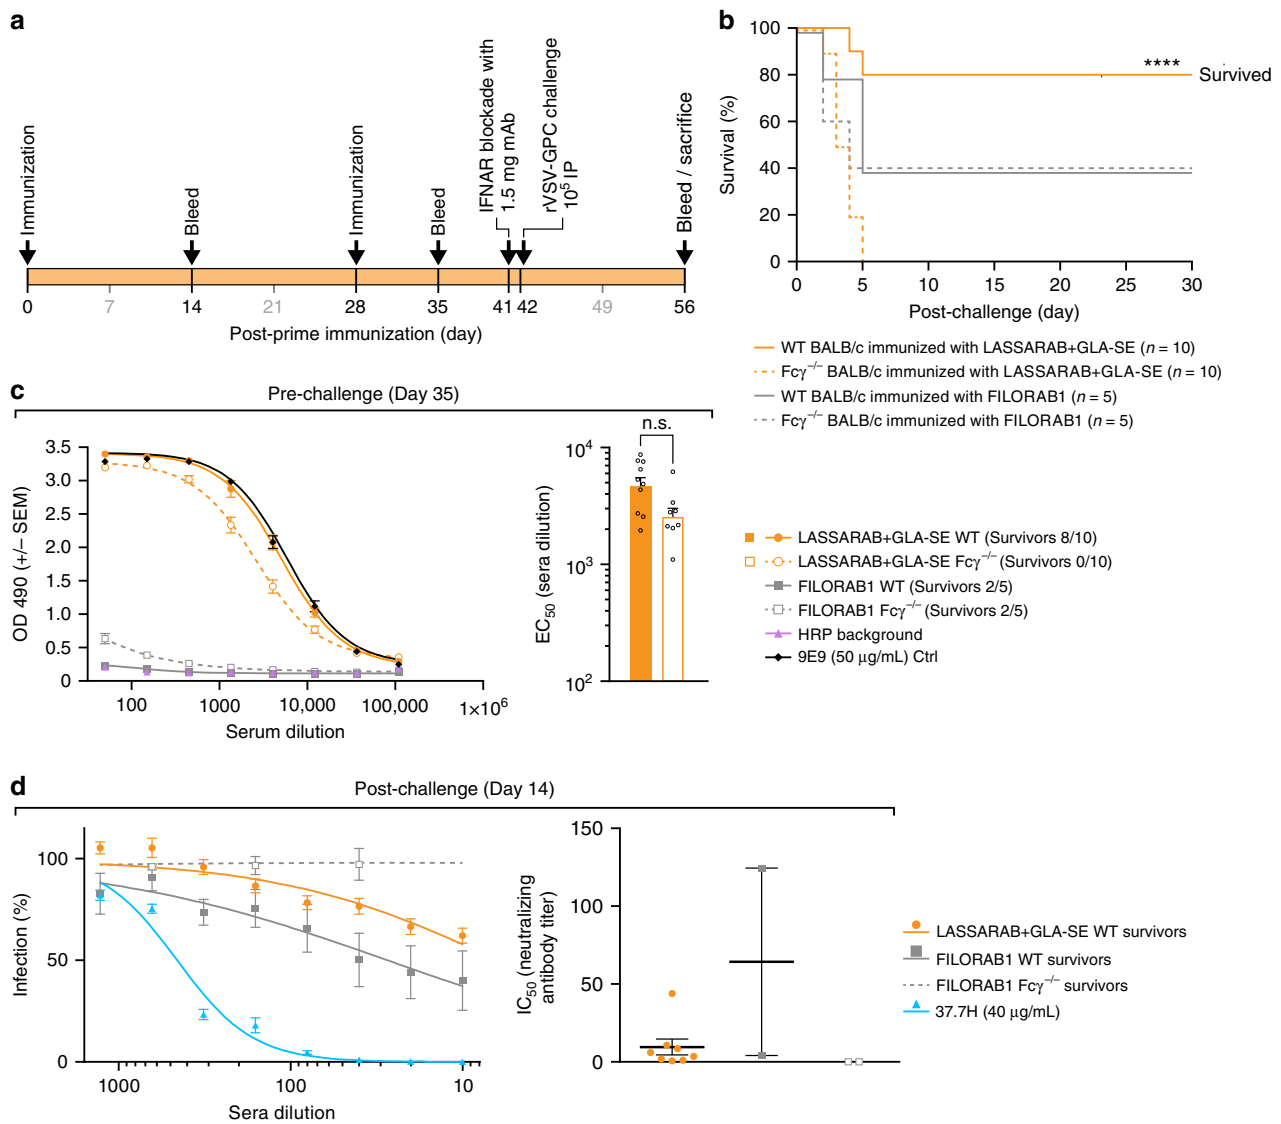 a
Immunization
Bleed
Immunization
Bleed
IFNAR blockade with
1.5 mg mAb
rVSV-GPC challenge
10⁵ IP
Bleed / sacrifice
0 7 14 21 28 35 41 42 49 56
Post-prime immunization (day)
b
Survival (%)
100
80
60
40
20
0
****
Survived
0 5 10 15 20 25 30
Post-challenge (day)
WT BALB/c immunized with LASSARAB+GLA-SE (n = 10)
Fcγ⁻/⁻ BALB/c immunized with LASSARAB+GLA-SE (n = 10)
WT BALB/c immunized with FILORAB1 (n = 5)
Fcγ⁻/⁻ BALB/c immunized with FILORAB1 (n = 5)
c
Pre-challenge (Day 35)
OD 490 (+/– SEM)
3.5
3.0
2.5
2.0
1.5
1.0
0.5
0
100 1000 10,000 100,000 1×10⁶
Serum dilution
EC₅₀ (sera dilution)
10⁴
10³
10²
n.s.
LASSARAB+GLA-SE WT (Survivors 8/10)
LASSARAB+GLA-SE Fcγ⁻/⁻ (Survivors 0/10)
FILORAB1 WT (Survivors 2/5)
FILORAB1 Fcγ⁻/⁻ (Survivors 2/5)
HRP background
9E9 (50 μg/mL) Ctrl
d
Post-challenge (Day 14)
Infection (%)
100
50
0
1000 100 10
Sera dilution
IC₅₀ (neutralizing
antibody titer)
150
100
50
0
LASSARAB+GLA-SE WT survivors
FILORAB1 WT survivors
FILORAB1 Fcγ⁻/⁻ survivors
37.7H (40 μg/mL)